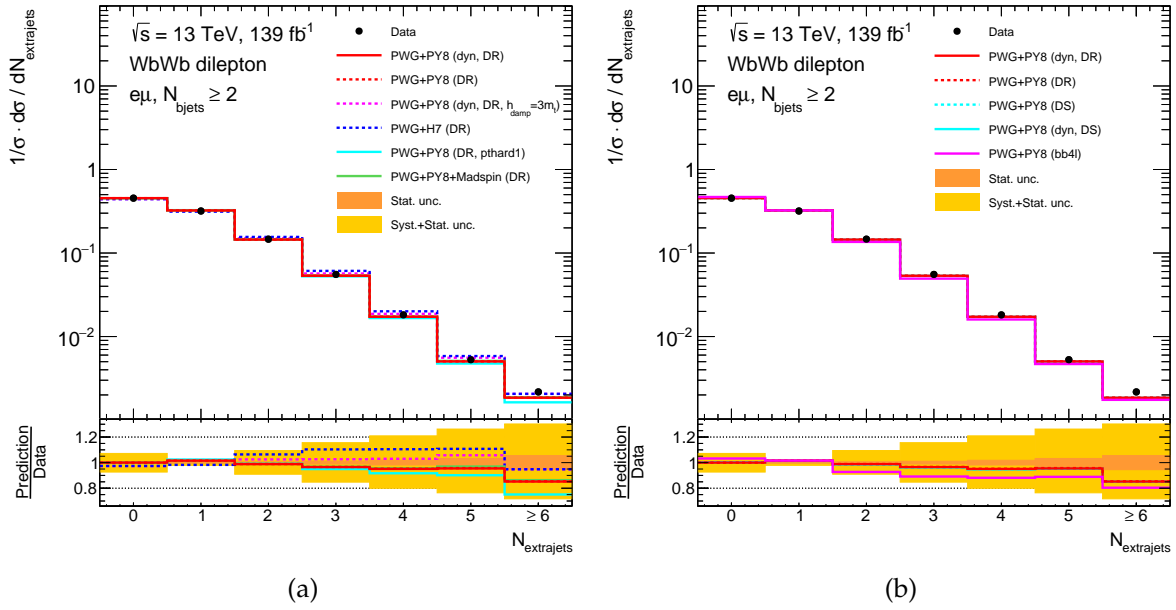 1/σ · dσ / dN_extrajets
√s = 13 TeV, 139 fb⁻¹
WbWb dilepton
eμ, N_bjets ≥ 2
Data
PWG+PY8 (dyn, DR)
PWG+PY8 (DR)
PWG+PY8 (dyn, DR, h_damp=3m_t)
PWG+H7 (DR)
PWG+PY8 (DR, pthard1)
PWG+PY8+Madspin (DR)
Stat. unc.
Syst.+Stat. unc.
10
1
10⁻¹
10⁻²
Prediction
Data
1.2
1
0.8
0 1 2 3 4 5 ≥ 6
N_extrajets
(a)
1/σ · dσ / dN_extrajets
√s = 13 TeV, 139 fb⁻¹
WbWb dilepton
eμ, N_bjets ≥ 2
Data
PWG+PY8 (dyn, DR)
PWG+PY8 (DR)
PWG+PY8 (DS)
PWG+PY8 (dyn, DS)
PWG+PY8 (bb4l)
Stat. unc.
Syst.+Stat. unc.
10
1
10⁻¹
10⁻²
Prediction
Data
1.2
1
0.8
0 1 2 3 4 5 ≥ 6
N_extrajets
(b)